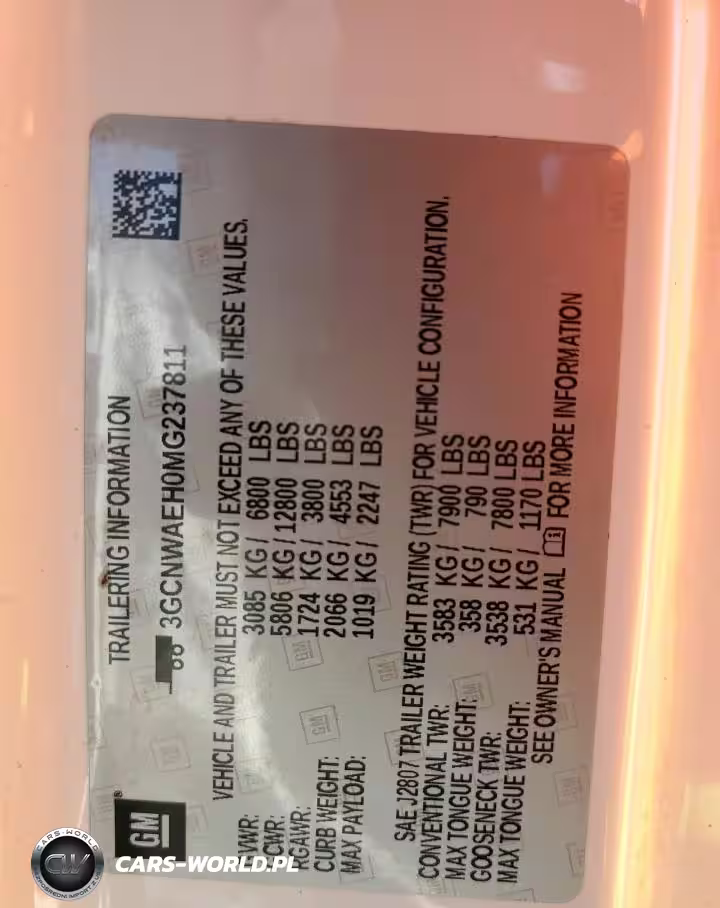 TRAILERING INFORMATION
3GCNWAEH0MG237811
VEHICLE AND TRAILER MUST NOT EXCEED ANY OF THESE VALUES.
GVWR: 3085 KG / 6800 LBS
GCWR: 5806 KG / 12800 LBS
RGAWR: 1724 KG / 3800 LBS
CURB WEIGHT: 2066 KG / 4553 LBS
MAX PAYLOAD: 1019 KG / 2247 LBS
SAE J2807 TRAILER WEIGHT RATING (TWR) FOR VEHICLE CONFIGURATION.
CONVENTIONAL TWR: 3583 KG / 7900 LBS
MAX TONGUE WEIGHT: 358 KG / 790 LBS
GOOSENECK TWR: 3538 KG / 7800 LBS
MAX TONGUE WEIGHT: 531 KG / 1170 LBS
SEE OWNER'S MANUAL FOR MORE INFORMATION
GM
CARS-WORLD
CW
CARS-WORLD.PL